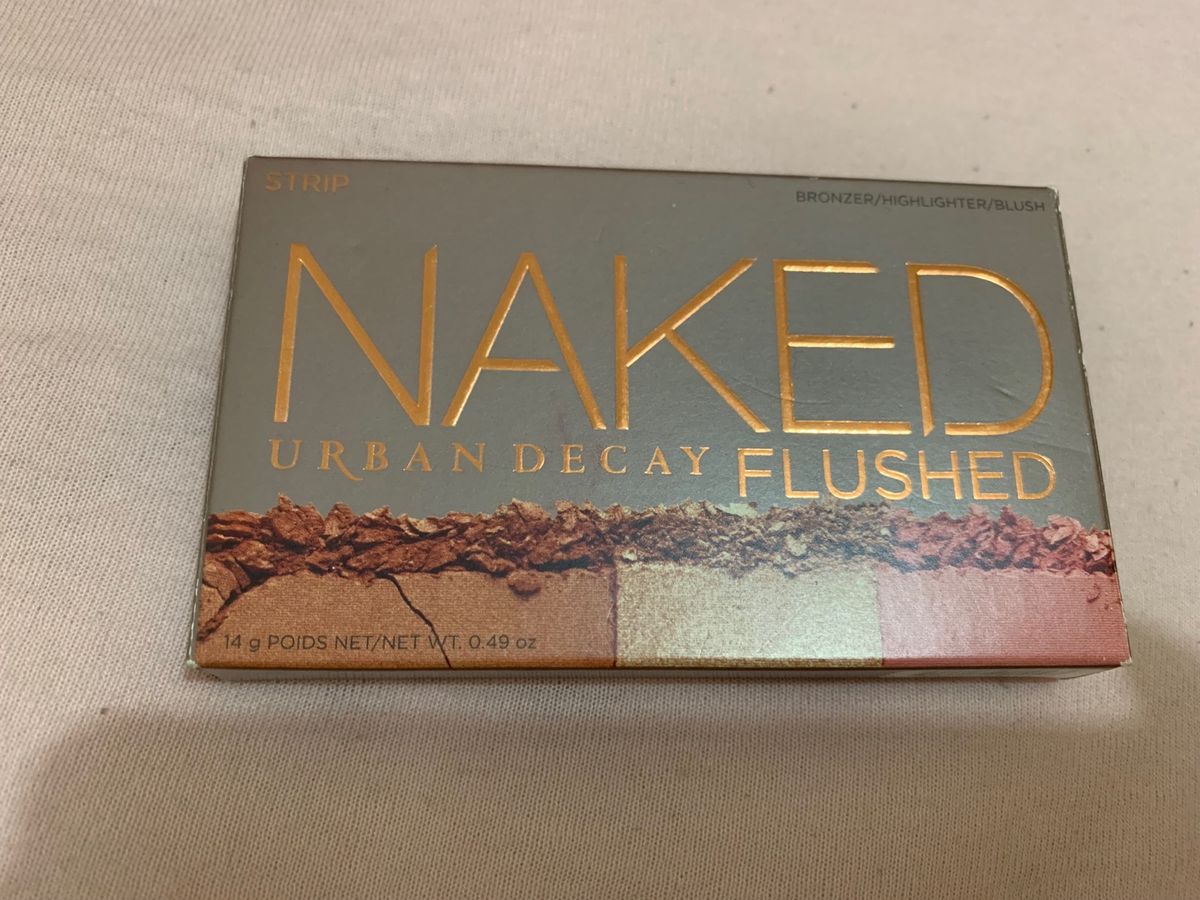 STRIP
BRONZER/HIGHLIGHTER/BLUSH
NAKED
URBAN DECAY FLUSHED
14 g POIDS NET/NET WT. 0.49 oz